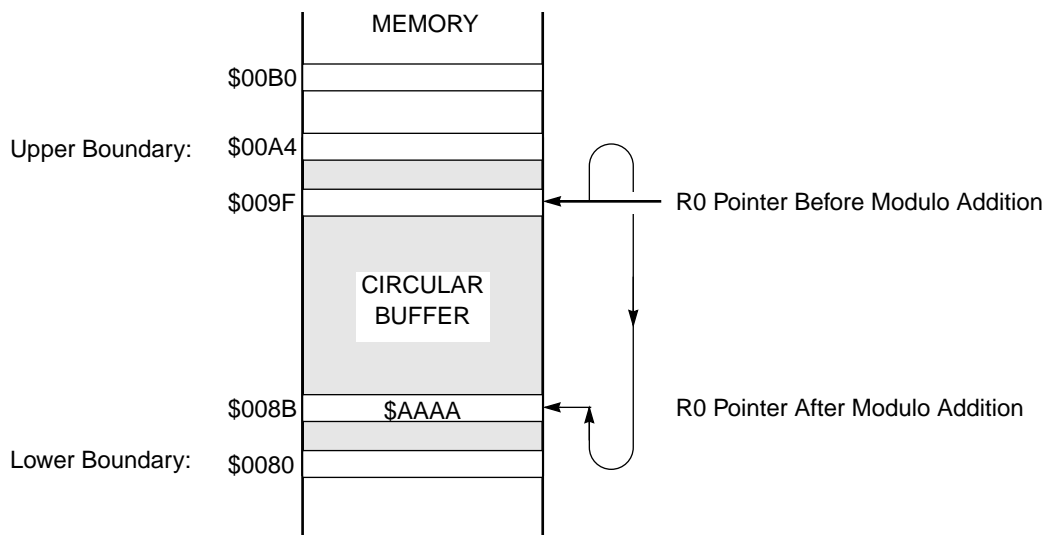 MEMORY
$00B0
Upper Boundary: $00A4
$009F R0 Pointer Before Modulo Addition
CIRCULAR
BUFFER
$008B $AAAA R0 Pointer After Modulo Addition
Lower Boundary: $0080